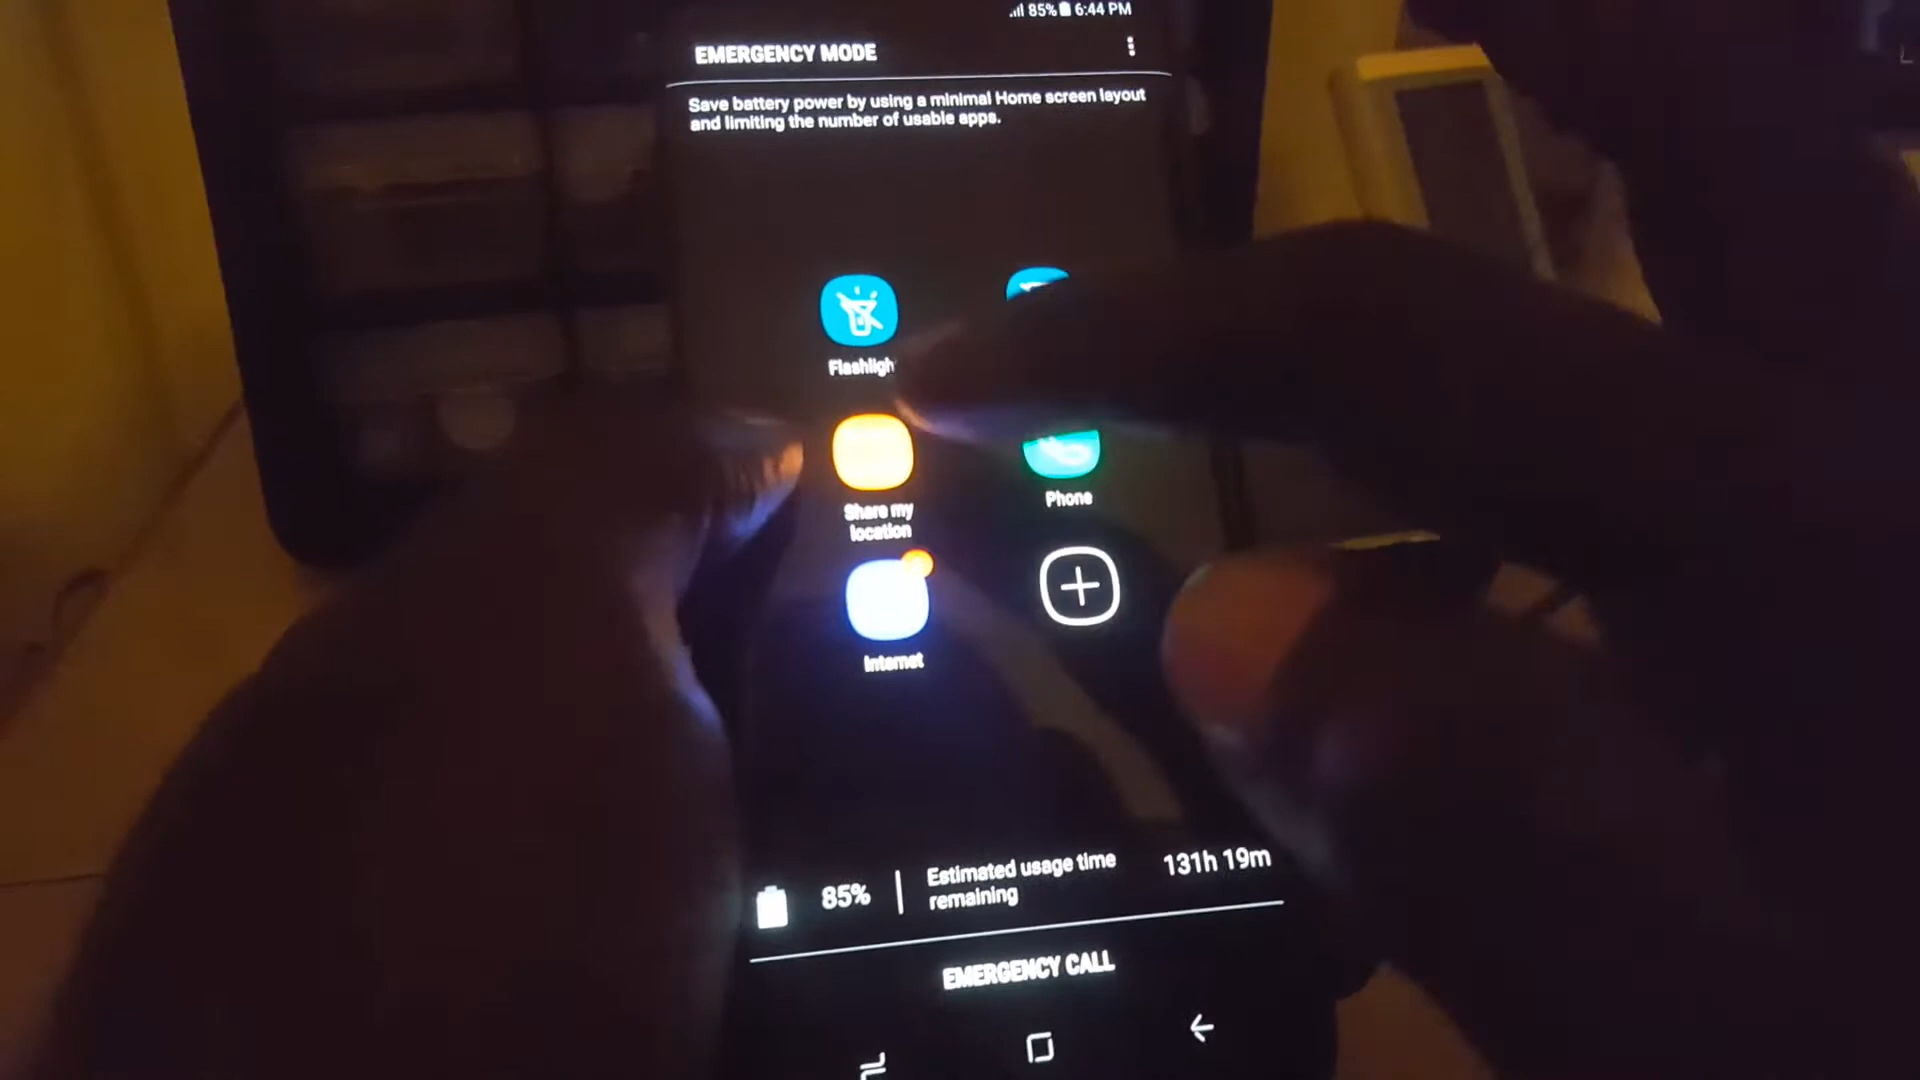 85% 6:44 PM
EMERGENCY MODE
Save battery power by using a minimal Home screen layout
and limiting the number of usable apps.
Flashligh
Share my
location
Phone
Internet
85%
Estimated usage time
remaining
131h 19m
EMERGENCY CALL